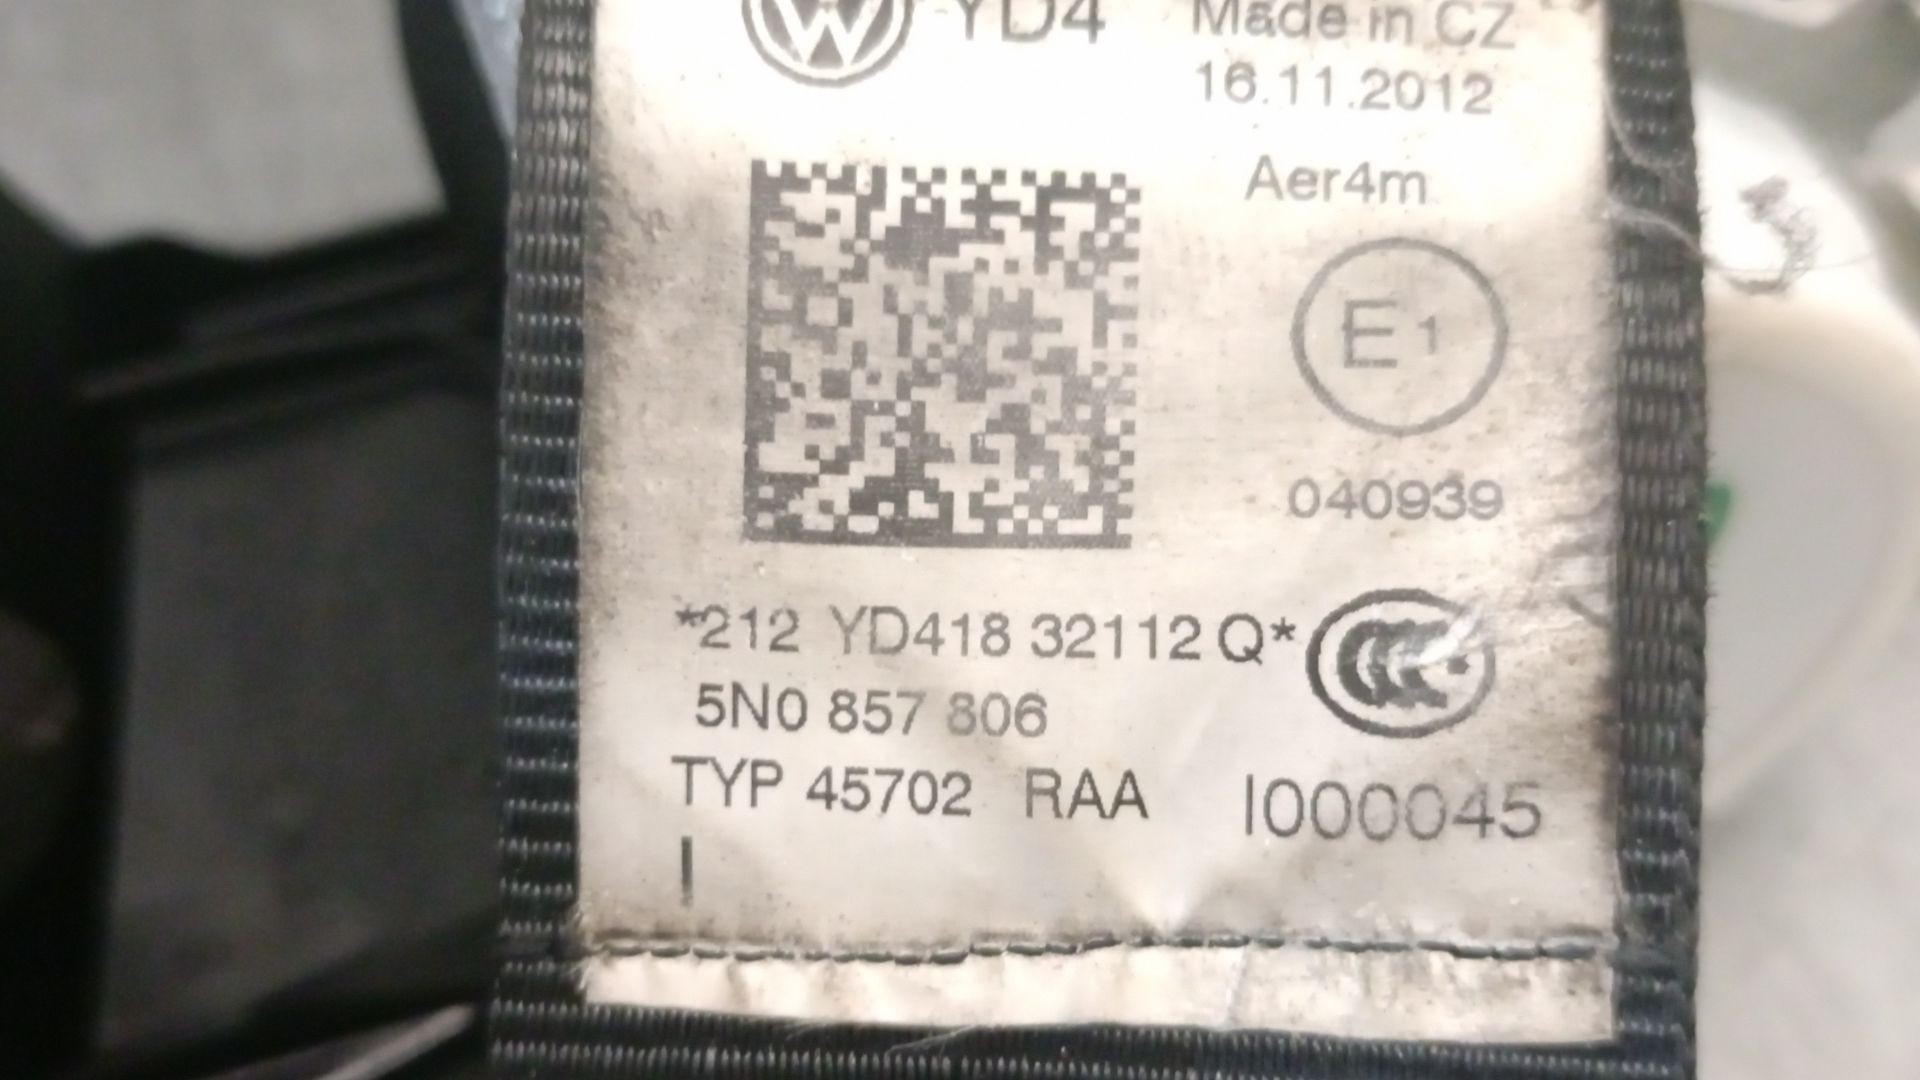 YD4 Made in CZ
16.11.2012
Aer4m
E1
040939
*212 YD418 32112 Q*
5N0 857 806
TYP 45702 RAA I000045
I